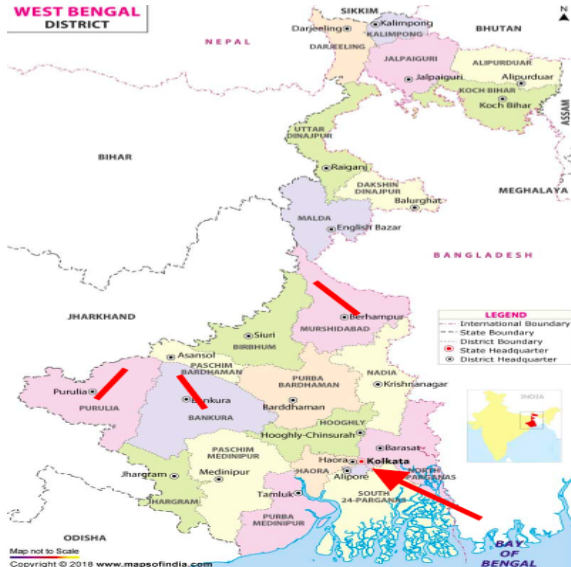 WEST BENGAL
DISTRICT
SIKKIM
N
Darjeeling
Kalimpong
KALIMPONG
BHUTAN
NEPAL
DARJEELING
JALPAIGURI
ALIPURDUAR
Jalpaiguri
Alipurduar
KOCH BIHAR
Koch Bihar
ASSAM
UTTAR
DINAJPUR
BIHAR
Raiganj
DAKSHIN
DINAJPUR
MEGHALAYA
Balurghat
MALDA
English Bazar
BANGLADESH
JHARKHAND
Berhampur
MURSHIDABAD
LEGEND
International Boundary
State Boundary
District Boundary
State Headquarter
District Headquarter
Siuri
BIRBHUM
Asansol
PASCHIM
BARDHAMAN
NADIA
PURBA
BARDHAMAN
Krishnanagar
INDIA
Purulia
PURULIA
Bankura
BANKURA
Barddhaman
HOOGHLY
Hooghly-Chinsurah
PASCHIM
MEDINIPUR
Barasat
Haora
Kolkata
Jhargram
Medinipur
HAORA
Alipore
NORTH
PARGANAS
JHARGRAM
Tamluk
SOUTH
24-PARGANAS
PURBA
MEDINIPUR
ODISHA
BAY
OF
BENGAL
Map not to Scale
Copyright © 2018 www.mapsofindia.com